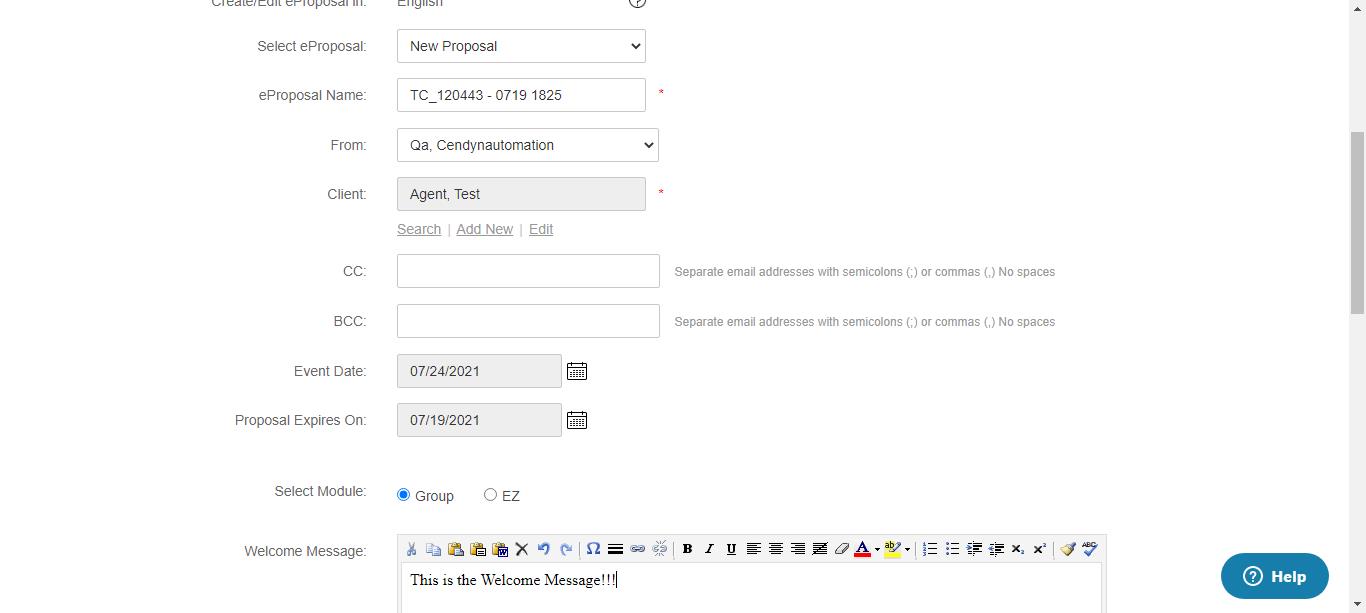 Create/Edit eProposal In: English
Select eProposal: New Proposal
eProposal Name: TC_120443 - 0719 1825 *
From: Qa, Cendynautomation
Client: Agent, Test *
Search | Add New | Edit
CC: Separate email addresses with semicolons (;) or commas (,) No spaces
BCC: Separate email addresses with semicolons (;) or commas (,) No spaces
Event Date: 07/24/2021
Proposal Expires On: 07/19/2021
Select Module: Group EZ
Welcome Message:
This is the Welcome Message!!!
Help